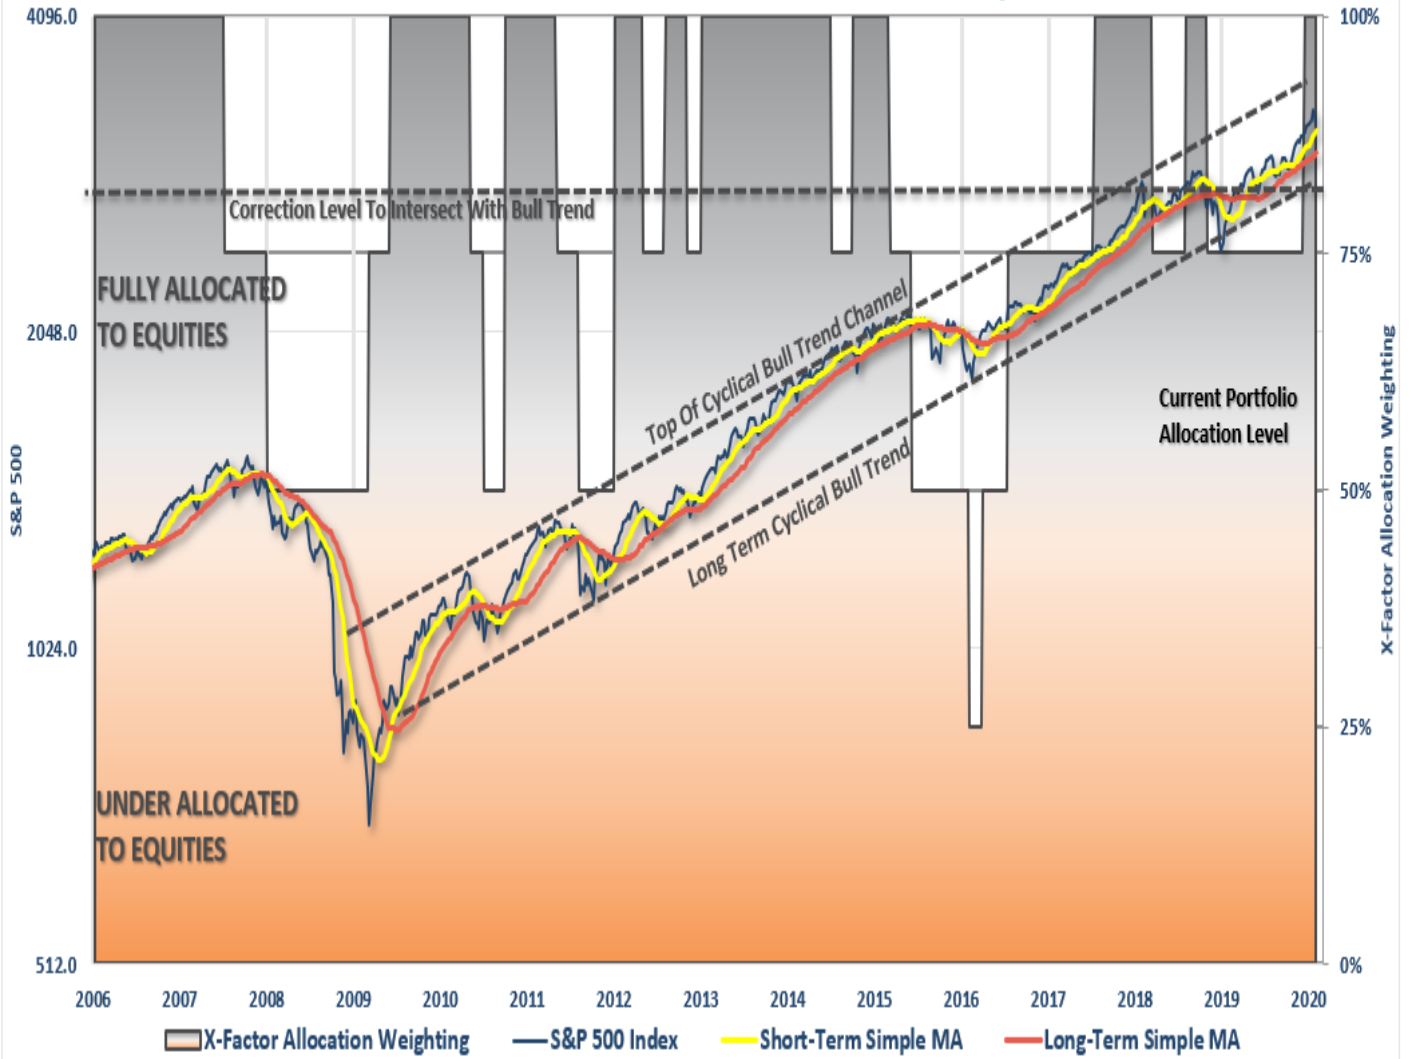 4096.0
100%
Correction Level To Intersect With Bull Trend
75%
FULLY ALLOCATED
TO EQUITIES
2048.0
Top Of Cyclical Bull Trend Channel
Long Term Cyclical Bull Trend
Current Portfolio
Allocation Level
S&P 500
X-Factor Allocation Weighting
50%
1024.0
25%
UNDER ALLOCATED
TO EQUITIES
512.0
0%
2006 2007 2008 2009 2010 2011 2012 2013 2014 2015 2016 2017 2018 2019 2020
X-Factor Allocation Weighting S&P 500 Index Short-Term Simple MA Long-Term Simple MA